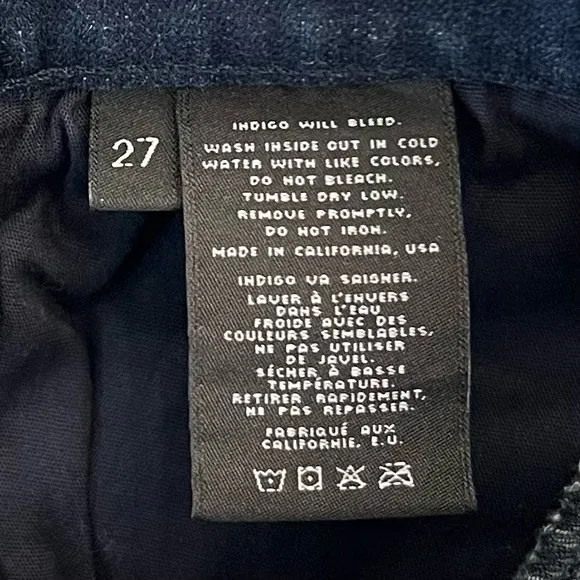 27
INDIGO WILL BLEED.
WASH INSIDE OUT IN COLD
WATER WITH LIKE COLORS,
DO NOT BLEACH.
TUMBLE DRY LOW.
REMOVE PROMPTLY,
DO NOT IRON.
MADE IN CALIFORNIA, USA
INDIGO VA SAIGNER.
LAVER À L'ENVERS
DANS L'EAU
FROIDE AVEC DES
COULEURS SEMBLABLES,
NE PAS UTILISER
DE JAVEL.
SÉCHER À BASSE
TEMPÉRATURE.
RETIRER RAPIDEMENT,
NE PAS REPASSER.
FABRIQUÉ AUX
CALIFORNIE, E.U.